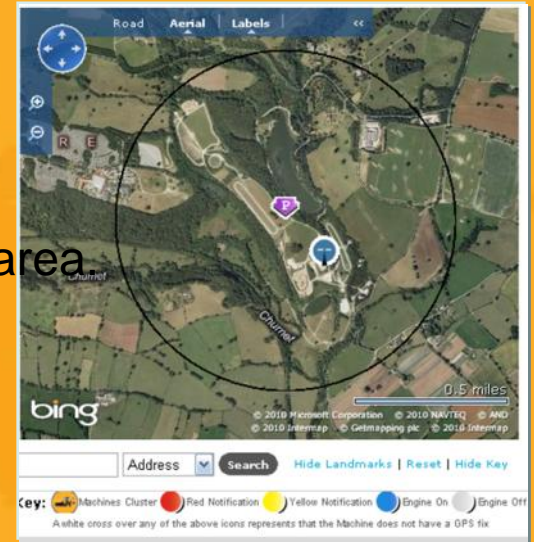 Road Aerial Labels «
R E
P
area
Churnet
Churnet
0.5 miles
bing
© 2010 Microsoft Corporation © 2010 NAVTEQ © AND
© 2010 Intermap © Getmapping plc © 2010 Intermap
Address Search Hide Landmarks | Reset | Hide Key
Key: Machines Cluster Red Notification Yellow Notification Engine On Engine Off
A white cross over any of the above icons represents that the Machine does not have a GPS fix